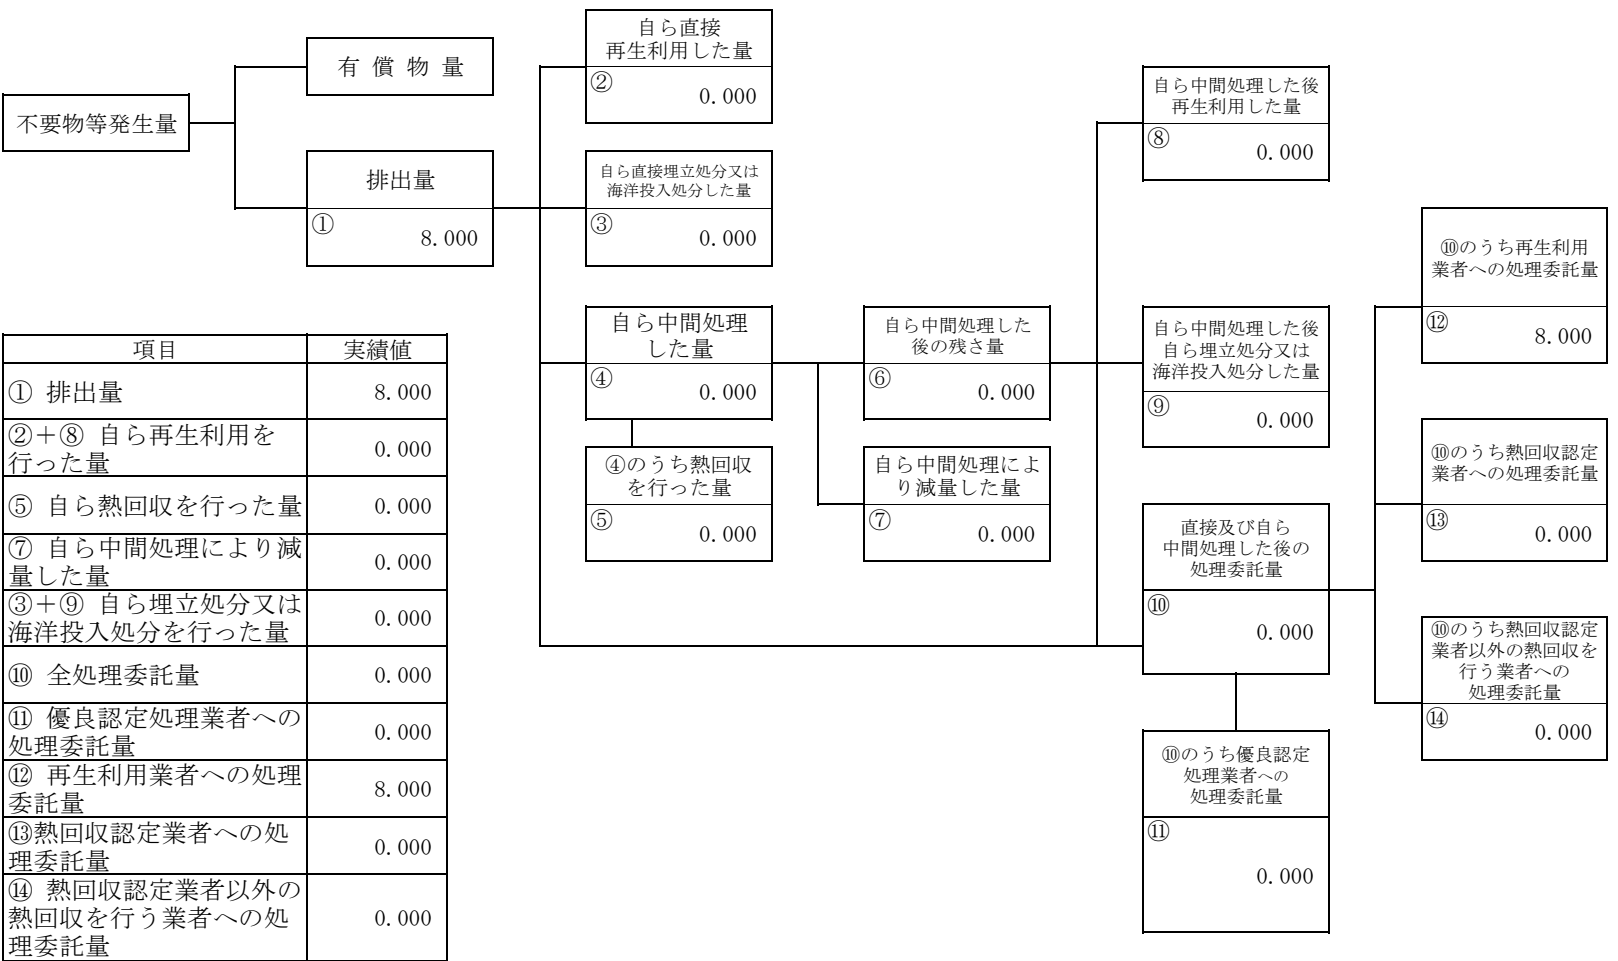 不要物等発生量
有 償 物 量
排出量
①
8.000
自ら直接
再生利用した量
②
0.000
自ら直接埋立処分又は
海洋投入処分した量
③
0.000
自ら中間処理
した量
④
0.000
④のうち熱回収
を行った量
⑤
0.000
自ら中間処理した
後の残さ量
⑥
0.000
自ら中間処理によ
り減量した量
⑦
0.000
自ら中間処理した後
再生利用した量
⑧
0.000
自ら中間処理した後
自ら埋立処分又は
海洋投入処分した量
⑨
0.000
直接及び自ら
中間処理した後の
処理委託量
⑩
0.000
⑩のうち優良認定
処理業者への
処理委託量
⑪
0.000
⑩のうち再生利用
業者への処理委託量
⑫
8.000
⑩のうち熱回収認定
業者への処理委託量
⑬
0.000
⑩のうち熱回収認定
業者以外の熱回収を
行う業者への
処理委託量
⑭
0.000
項目 実績値
① 排出量 8.000
②＋⑧ 自ら再生利用を
行った量 0.000
⑤ 自ら熱回収を行った量 0.000
⑦ 自ら中間処理により減
量した量 0.000
③＋⑨ 自ら埋立処分又は
海洋投入処分を行った量 0.000
⑩ 全処理委託量 0.000
⑪ 優良認定処理業者への
処理委託量 0.000
⑫ 再生利用業者への処理
委託量 8.000
⑬熱回収認定業者への処
理委託量 0.000
⑭ 熱回収認定業者以外の
熱回収を行う業者への処
理委託量 0.000